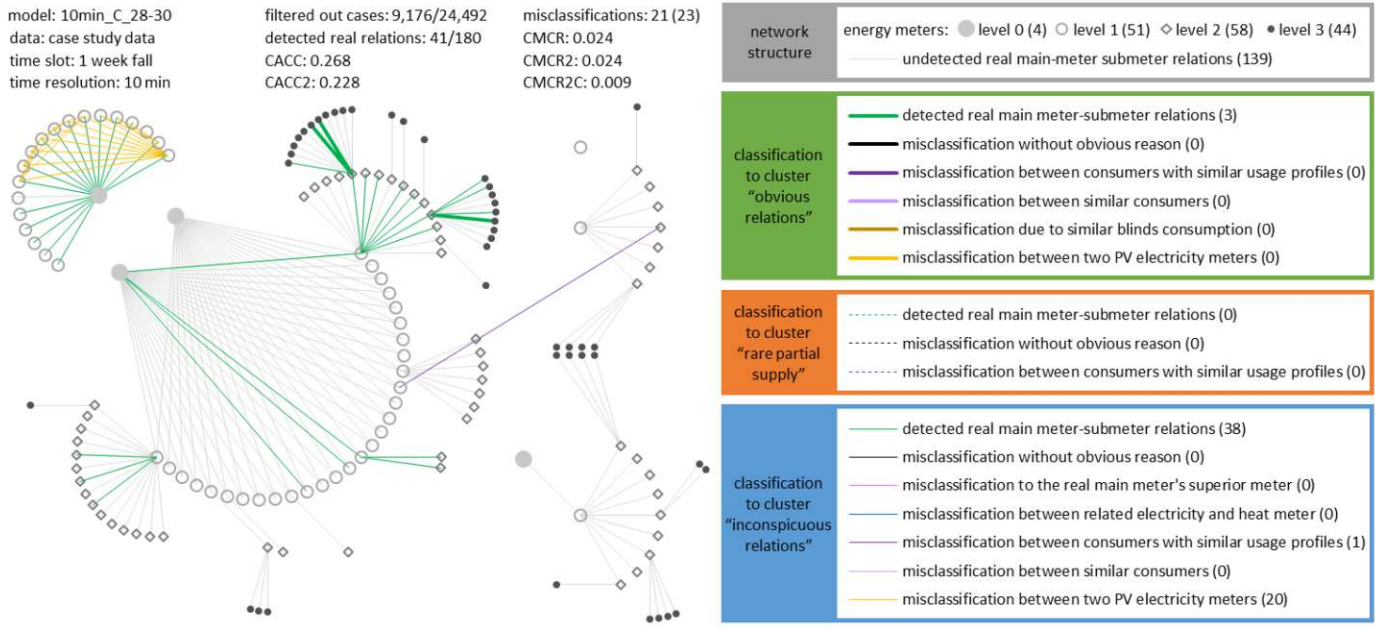 model: 10min_C_28-30
data: case study data
time slot: 1 week fall
time resolution: 10 min
filtered out cases: 9,176/24,492
detected real relations: 41/180
CACC: 0.268
CACC2: 0.228
misclassifications: 21 (23)
CMCR: 0.024
CMCR2: 0.024
CMCR2C: 0.009
network
structure
energy meters: level 0 (4) level 1 (51) level 2 (58) level 3 (44)
undetected real main-meter submeter relations (139)
classification
to cluster
“obvious
relations”
detected real main meter-submeter relations (3)
misclassification without obvious reason (0)
misclassification between consumers with similar usage profiles (0)
misclassification between similar consumers (0)
misclassification due to similar blinds consumption (0)
misclassification between two PV electricity meters (0)
classification
to cluster
“rare partial
supply”
detected real main meter-submeter relations (0)
misclassification without obvious reason (0)
misclassification between consumers with similar usage profiles (0)
classification
to cluster
“inconspicuous
relations”
detected real main meter-submeter relations (38)
misclassification without obvious reason (0)
misclassification to the real main meter's superior meter (0)
misclassification between related electricity and heat meter (0)
misclassification between consumers with similar usage profiles (1)
misclassification between similar consumers (0)
misclassification between two PV electricity meters (20)